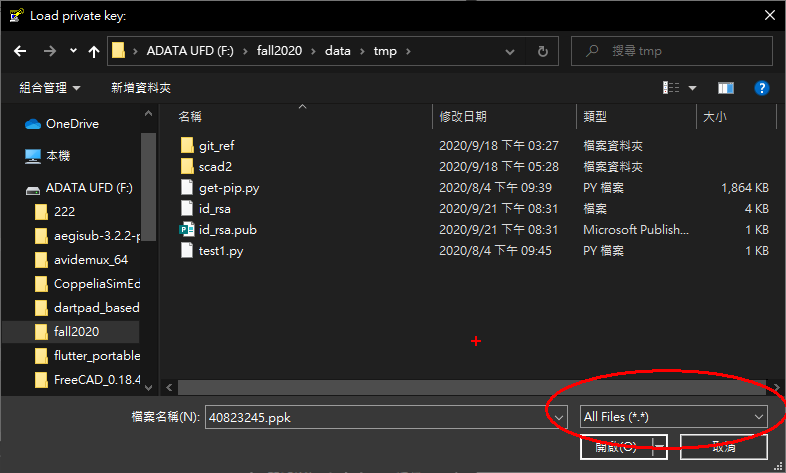 Load private key:
ADATA UFD (F:) › fall2020 › data › tmp ›
搜尋 tmp
組合管理 新增資料夾
名稱 修改日期 類型 大小
OneDrive
本機
ADATA UFD (F:)
222
aegisub-3.2.2-p
avidemux_64
CoppeliaSimEd
dartpad_based
fall2020
flutter_portable
FreeCAD_0.18.4
git_ref 2020/9/18 下午 03:27 檔案資料夾
scad2 2020/9/18 下午 05:28 檔案資料夾
get-pip.py 2020/8/4 下午 09:39 PY 檔案 1,864 KB
id_rsa 2020/9/21 下午 08:31 檔案 4 KB
id_rsa.pub 2020/9/21 下午 08:31 Microsoft Publish... 1 KB
test1.py 2020/8/4 下午 09:45 PY 檔案 1 KB
檔案名稱(N): 40823245.ppk All Files (*.*)
開啟(O) 取消